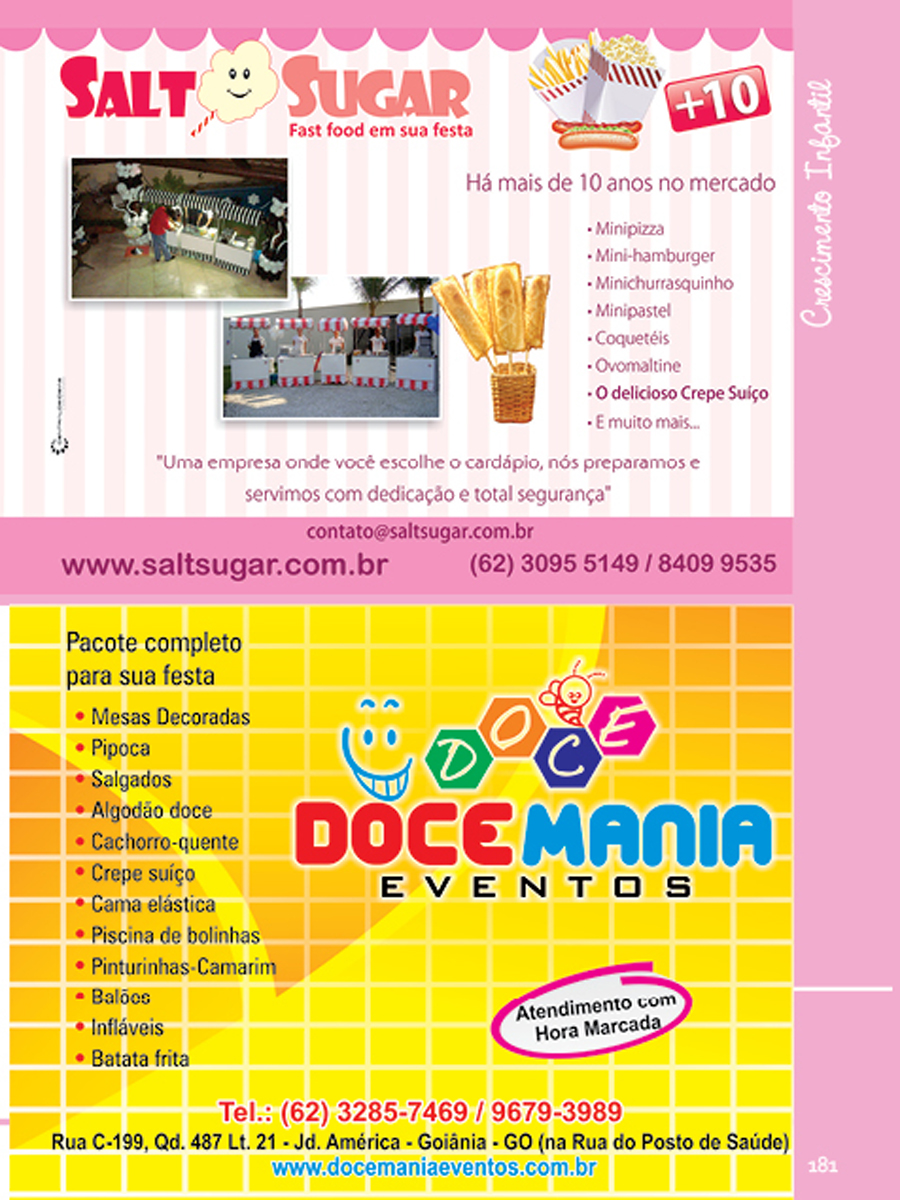 SALT SUGAR
Fast food em sua festa
+10
Há mais de 10 anos no mercado
• Minipizza
• Mini-hamburger
• Minichurrasquinho
• Minipastel
• Coquetéis
• Ovomaltine
• O delicioso Crepe Suíço
• E muito mais...
"Uma empresa onde você escolhe o cardápio, nós preparamos e
servimos com dedicação e total segurança"
contato@saltsugar.com.br
www.saltsugar.com.br (62) 3095 5149 / 8409 9535
Crescimento Infantil
Pacote completo
para sua festa
• Mesas Decoradas
• Pipoca
• Salgados
• Algodão doce
• Cachorro-quente
• Crepe suíço
• Cama elástica
• Piscina de bolinhas
• Pinturinhas-Camarim
• Balões
• Infláveis
• Batata frita
DOCE
DOCEMANIA
EVENTOS
Atendimento com
Hora Marcada
Tel.: (62) 3285-7469 / 9679-3989
Rua C-199, Qd. 487 Lt. 21 - Jd. América - Goiânia - GO (na Rua do Posto de Saúde)
www.docemaniaeventos.com.br
181